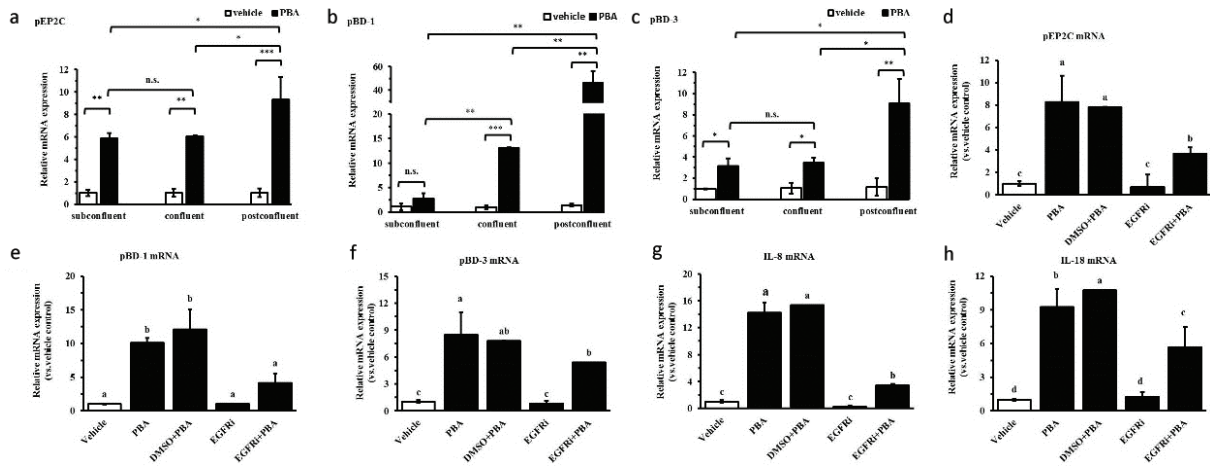 a
pEP2C
vehicle PBA
*
*
***
n.s.
**
**
Relative mRNA expression
12
10
8
6
4
2
0
subconfluent confluent postconfluent
b
pBD-1
vehicle PBA
**
**
**
**
***
n.s.
Relative mRNA expression
60
40
20
20
15
10
5
0
subconfluent confluent postconfluent
c
pBD-3
vehicle PBA
*
*
**
n.s.
*
*
Relative mRNA expression
12
10
8
6
4
2
0
subconfluent confluent postconfluent
d
pEP2C mRNA
Relative mRNA expression
(vs.vehicle control)
12
10
8
6
4
2
0
c a a c b
Vehicle PBA DMSO+PBA EGFRi EGFRi+PBA
e
pBD-1 mRNA
Relative mRNA expression
(vs.vehicle control)
20
15
10
5
0
a b b a a
Vehicle PBA DMSO+PBA EGFRi EGFRi+PBA
f
pBD-3 mRNA
Relative mRNA expression
(vs.vehicle control)
15
12
9
6
3
0
c a ab c b
Vehicle PBA DMSO+PBA EGFRi EGFRi+PBA
g
IL-8 mRNA
Relative mRNA expression
(vs.vehicle control)
20
16
12
8
4
0
c a a c b
Vehicle PBA DMSO+PBA EGFRi EGFRi+PBA
h
IL-18 mRNA
Relative mRNA expression
(vs.vehicle control)
12
9
6
3
0
d b a d c
Vehicle PBA DMSO+PBA EGFRi EGFRi+PBA